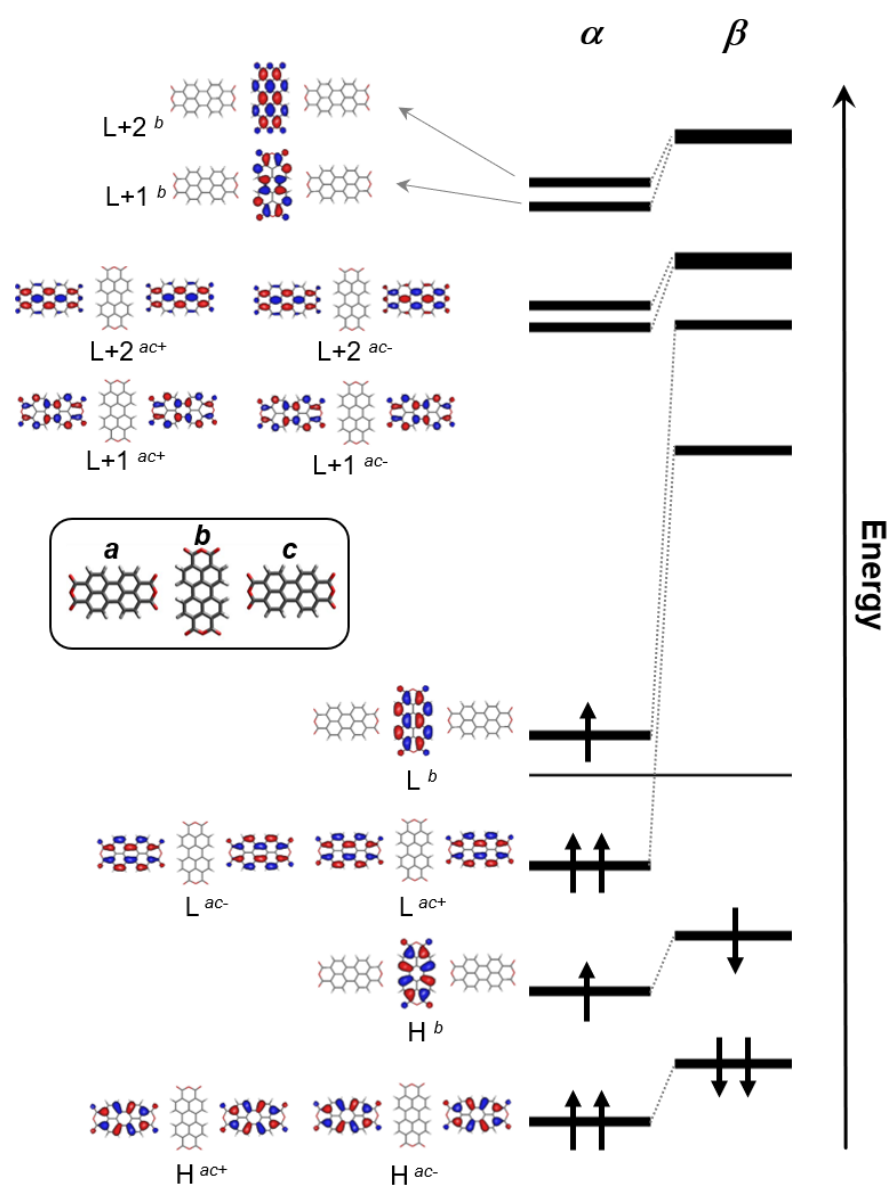 α β
L+2 b
L+1 b
L+2 ac+ L+2 ac-
L+1 ac+ L+1 ac-
a b c
Energy
L b
L ac- L ac+
H b
H ac+ H ac-